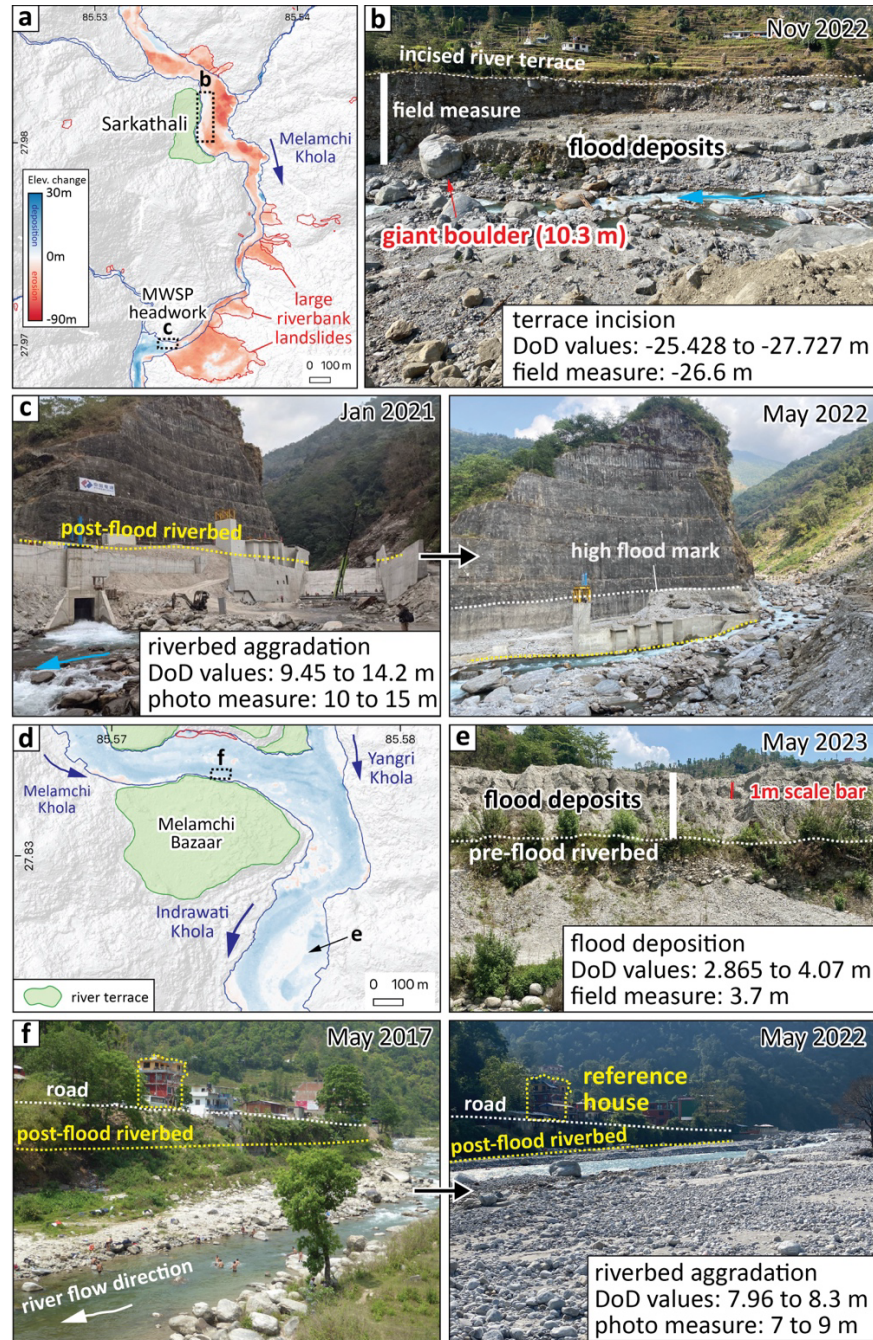 a
85.53
85.54
b
Sarkathali
27.98
Melamchi
Khola
Elev. change
30m
deposition
0m
erosion
-90m
MWSP
headwork
c
large
riverbank
landslides
27.97
0 100 m
b
Nov 2022
incised river terrace
field measure
flood deposits
giant boulder (10.3 m)
terrace incision
DoD values: -25.428 to -27.727 m
field measure: -26.6 m
c
Jan 2021
post-flood riverbed
riverbed aggradation
DoD values: 9.45 to 14.2 m
photo measure: 10 to 15 m
May 2022
high flood mark
d
85.57
85.58
f
Melamchi
Khola
Yangri
Khola
Melamchi
Bazaar
27.83
Indrawati
Khola
e
river terrace
0 100 m
e
May 2023
flood deposits
1m scale bar
pre-flood riverbed
flood deposition
DoD values: 2.865 to 4.07 m
field measure: 3.7 m
f
May 2017
road
post-flood riverbed
river flow direction
May 2022
reference
house
road
post-flood riverbed
riverbed aggradation
DoD values: 7.96 to 8.3 m
photo measure: 7 to 9 m